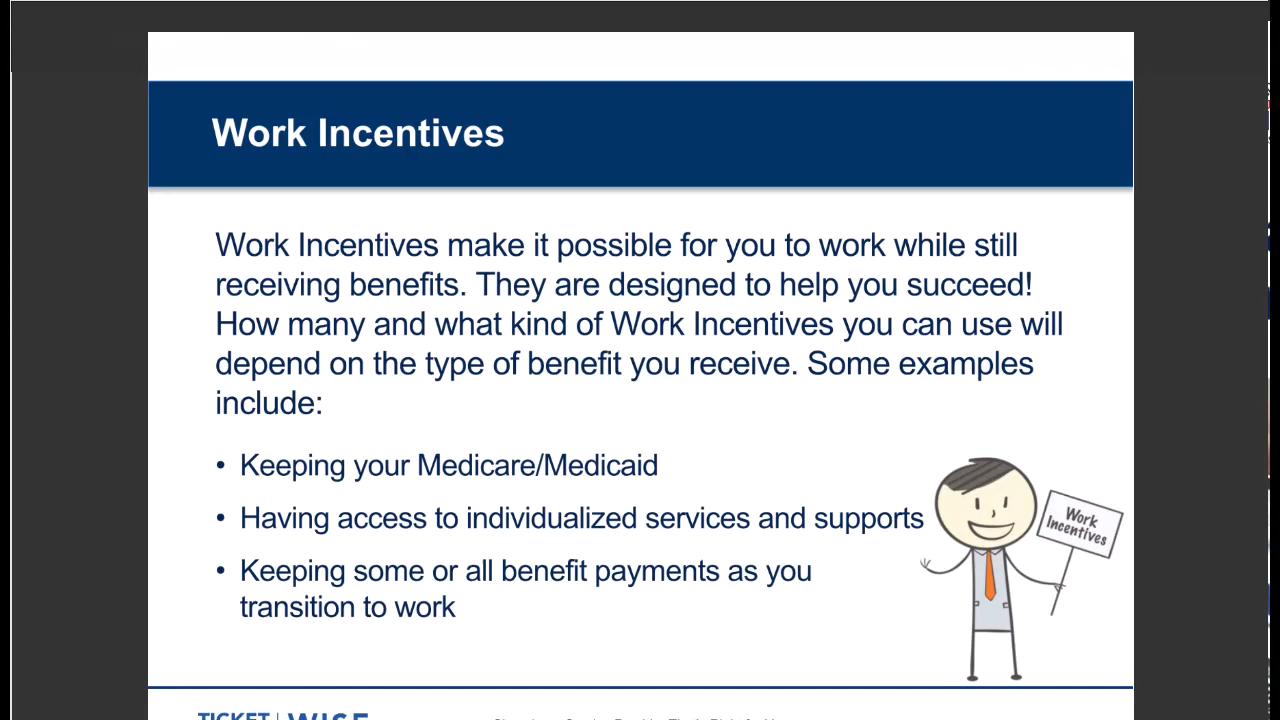 Work Incentives
Work Incentives make it possible for you to work while still
receiving benefits. They are designed to help you succeed!
How many and what kind of Work Incentives you can use will
depend on the type of benefit you receive. Some examples
include:
• Keeping your Medicare/Medicaid
• Having access to individualized services and supports
• Keeping some or all benefit payments as you
transition to work
Work
Incentives
TICKET | WISE